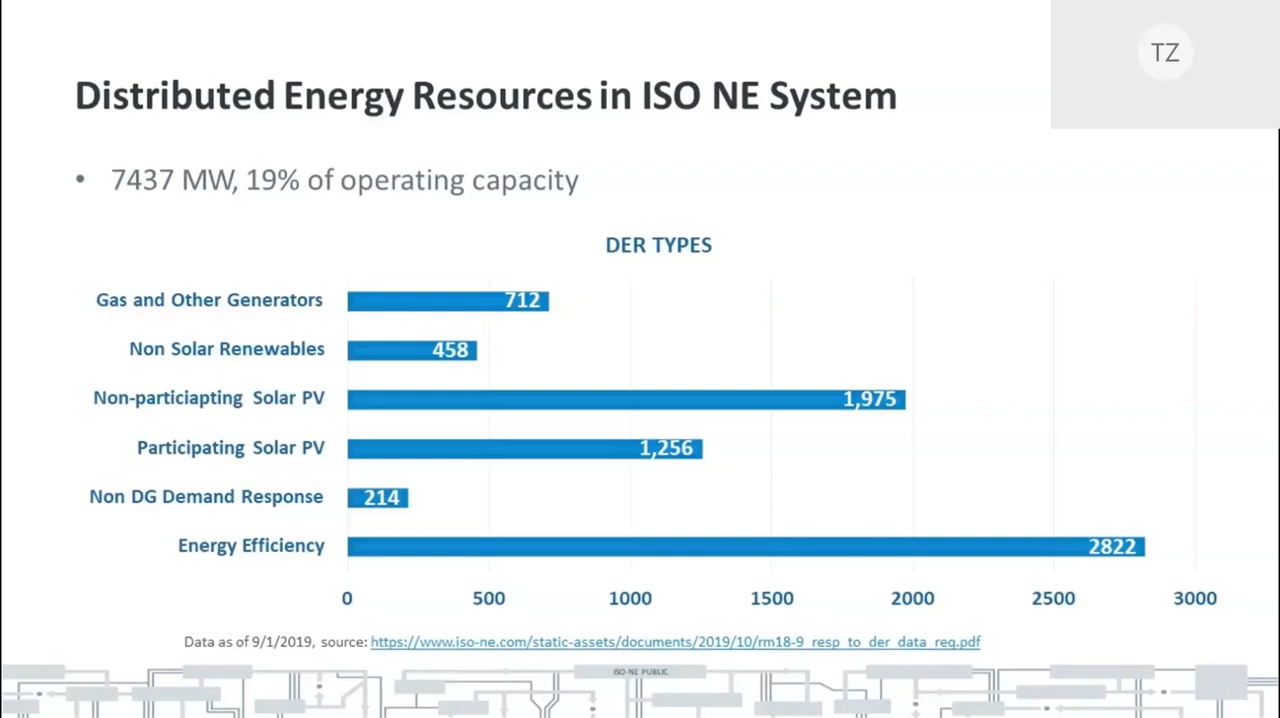 TZ
Distributed Energy Resources in ISO NE System
• 7437 MW, 19% of operating capacity
DER TYPES
Gas and Other Generators 712
Non Solar Renewables 458
Non-particiapting Solar PV 1,975
Participating Solar PV 1,256
Non DG Demand Response 214
Energy Efficiency 2822
0 500 1000 1500 2000 2500 3000
Data as of 9/1/2019, source: https://www.iso-ne.com/static-assets/documents/2019/10/rm18-9_resp_to_der_data_req.pdf
ISO-NE PUBLIC